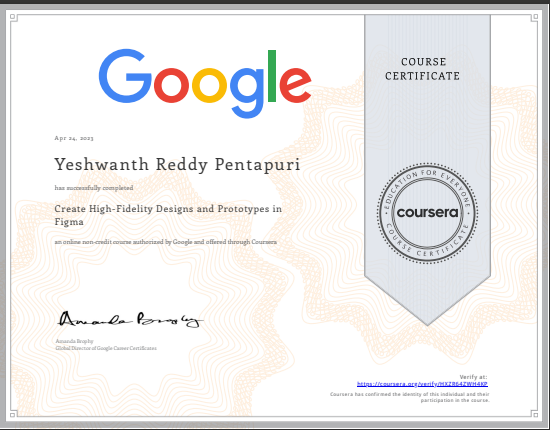 Google
COURSE
CERTIFICATE
Apr 24, 2023
Yeshwanth Reddy Pentapuri
has successfully completed
Create High-Fidelity Designs and Prototypes in
Figma
an online non-credit course authorized by Google and offered through Coursera
EDUCATION FOR EVERYONE
coursera
COURSE CERTIFICATE
Amanda Brophy
Amanda Brophy
Global Director of Google Career Certificates
Verify at:
https://coursera.org/verify/HXZR64ZWH4KP
Coursera has confirmed the identity of this individual and their
participation in the course.